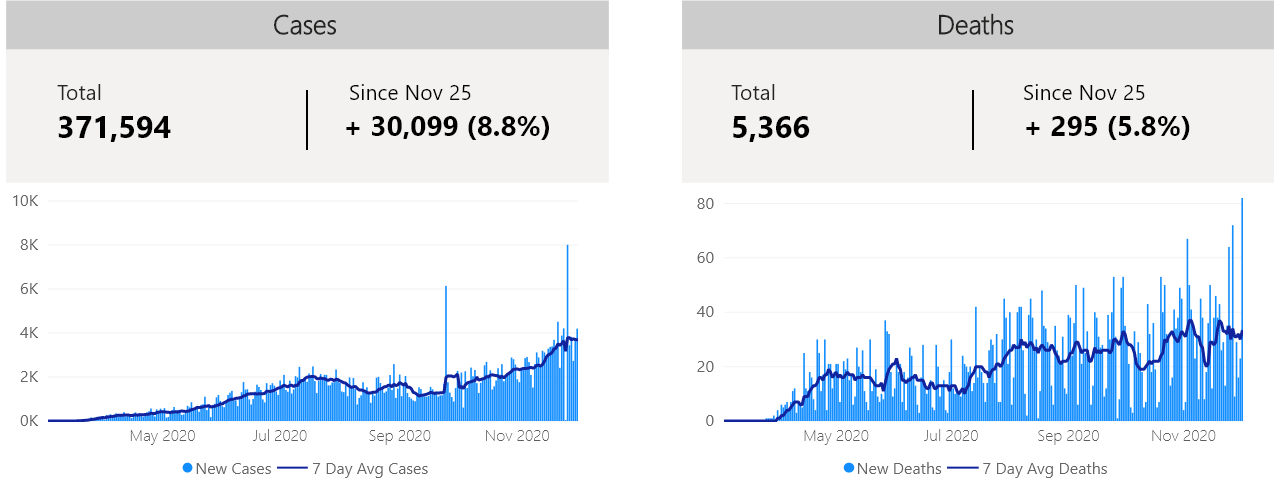 Cases
Total
371,594
Since Nov 25
+ 30,099 (8.8%)
10K
8K
6K
4K
2K
0K
May 2020
Jul 2020
Sep 2020
Nov 2020
New Cases
7 Day Avg Cases
Deaths
Total
5,366
Since Nov 25
+ 295 (5.8%)
80
60
40
20
0
May 2020
Jul 2020
Sep 2020
Nov 2020
New Deaths
7 Day Avg Deaths